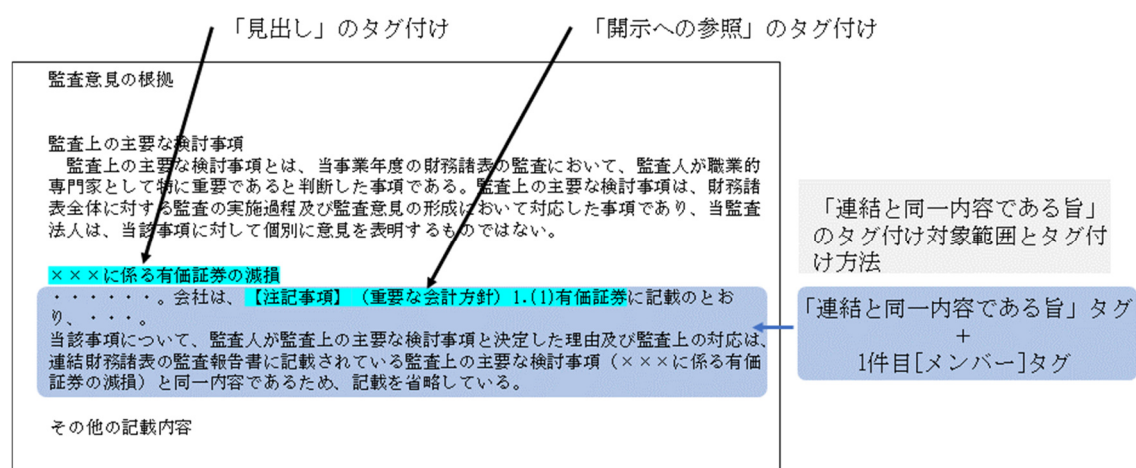 「見出し」のタグ付け
「開示への参照」のタグ付け
監査意見の根拠
監査上の主要な検討事項
監査上の主要な検討事項とは、当事業年度の財務諸表の監査において、監査人が職業的
専門家として特に重要であると判断した事項である。監査上の主要な検討事項は、財務諸
表全体に対する監査の実施過程及び監査意見の形成において対応した事項であり、当監査
法人は、当該事項に対して個別に意見を表明するものではない。
×××に係る有価証券の減損
・・・・・・。会社は、【注記事項】（重要な会計方針）1.(1)有価証券に記載のとお
り、・・・。
当該事項について、監査人が監査上の主要な検討事項と決定した理由及び監査上の対応は、
連結財務諸表の監査報告書に記載されている監査上の主要な検討事項（×××に係る有価
証券の減損）と同一内容であるため、記載を省略している。
その他の記載内容
「連結と同一内容である旨」
のタグ付け対象範囲とタグ付
け方法
「連結と同一内容である旨」タグ
+
1件目[メンバー]タグ